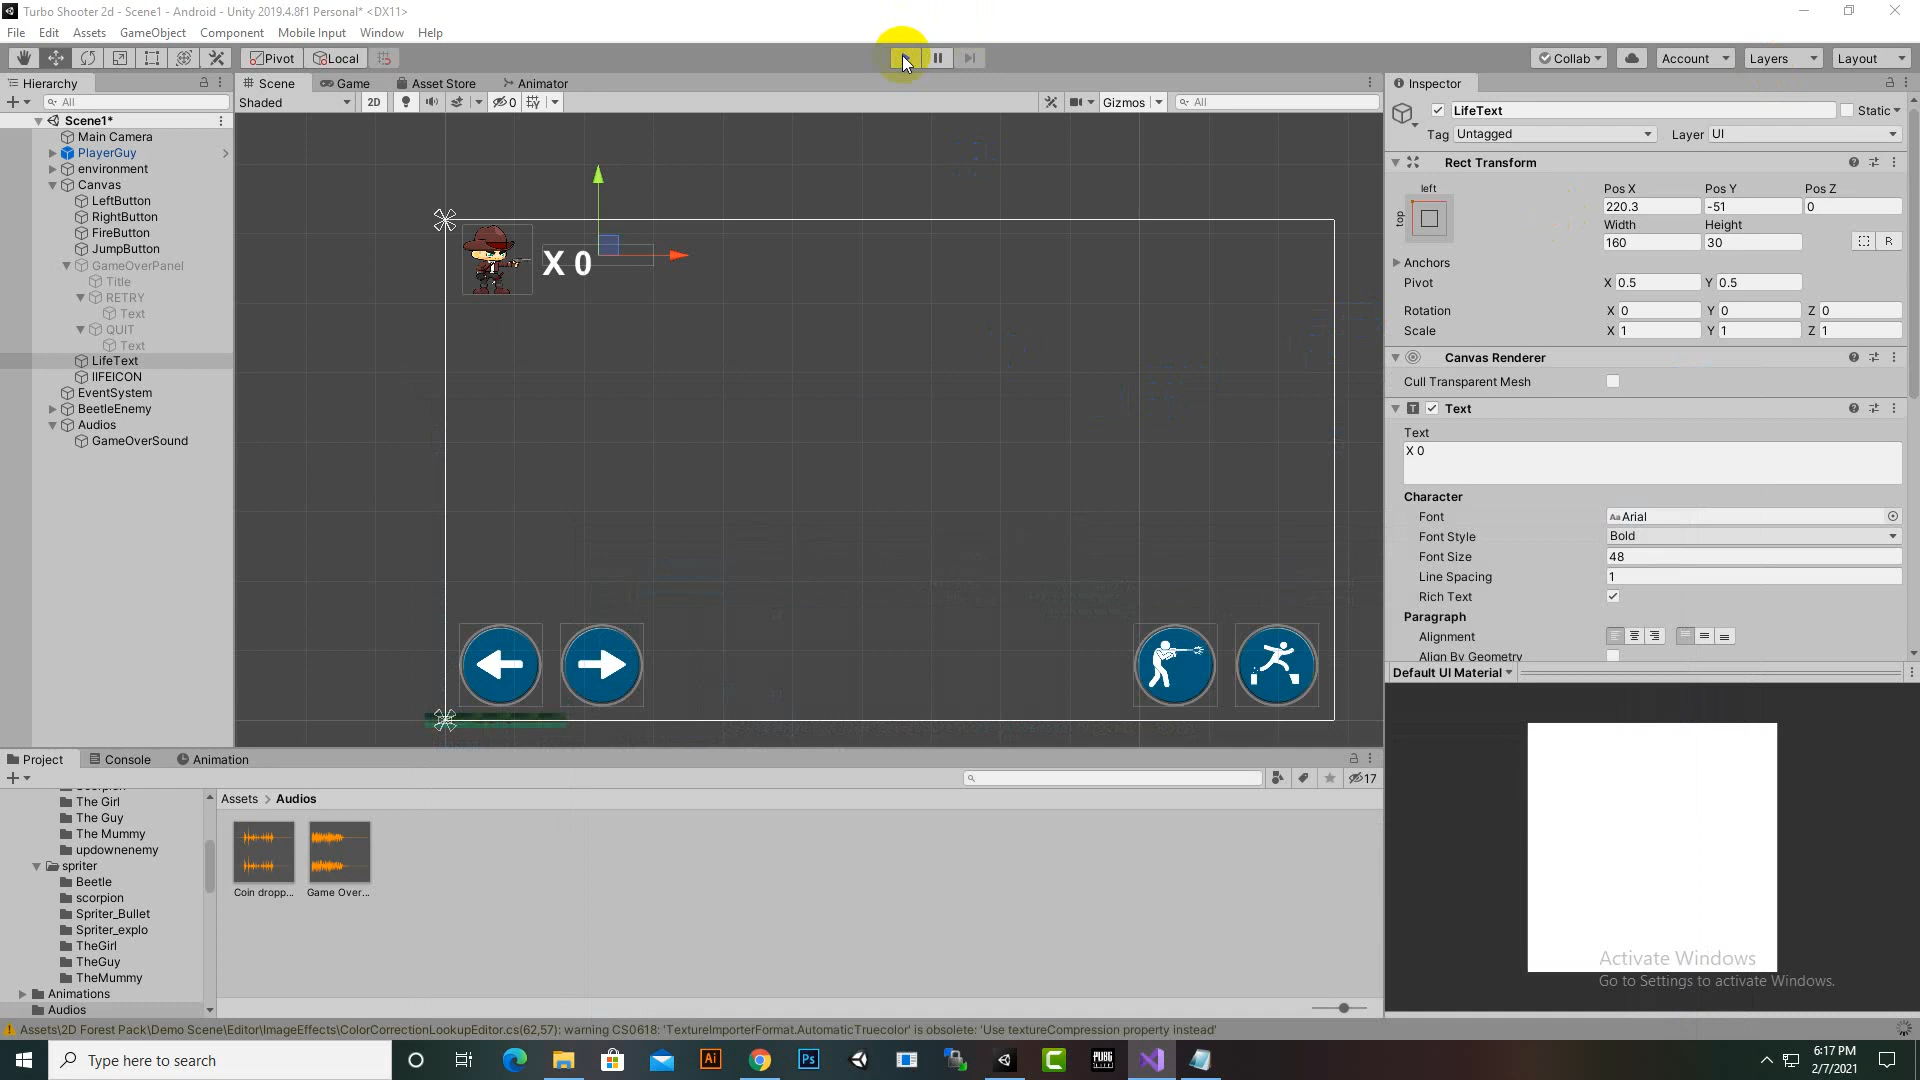 Turbo Shooter 2d - Scene1 - Android - Unity 2019.4.8f1 Personal* <DX11>
File Edit Assets GameObject Component Mobile Input Window Help
Pivot Local Collab Account Layers Layout
Hierarchy
All
Scene1*
Main Camera
PlayerGuy
environment
Canvas
LeftButton
RightButton
FireButton
JumpButton
GameOverPanel
Title
RETRY
Text
QUIT
Text
LifeText
lIFEICON
EventSystem
BeetleEnemy
Audios
GameOverSound
Scene Game Asset Store Animator
Shaded 2D 0 Gizmos All
X 0
Inspector
LifeText Static
Tag Untagged Layer UI
Rect Transform
left Pos X Pos Y Pos Z
top 220.3 -51 0
Width Height
160 30 R
Anchors
Pivot X 0.5 Y 0.5
Rotation X 0 Y 0 Z 0
Scale X 1 Y 1 Z 1
Canvas Renderer
Cull Transparent Mesh
Text
Text
X 0
Character
Font Arial
Font Style Bold
Font Size 48
Line Spacing 1
Rich Text
Paragraph
Alignment
Align By Geometry
Default UI Material
Project Console Animation
17
The Girl
The Guy
The Mummy
updownenemy
spriter
Beetle
scorpion
Spriter_Bullet
Spriter_explo
TheGirl
TheGuy
TheMummy
Animations
Audios
Assets > Audios
Coin dropp...
Game Over...
Activate Windows
Go to Settings to activate Windows.
Assets\2D Forest Pack\Demo Scene\Editor\ImageEffects\ColorCorrectionLookupEditor.cs(62,57): warning CS0618: 'TextureImporterFormat.AutomaticTruecolor' is obsolete: 'Use textureCompression property instead'
Type here to search
Ai
Ps
PUBG
6:17 PM
2/7/2021